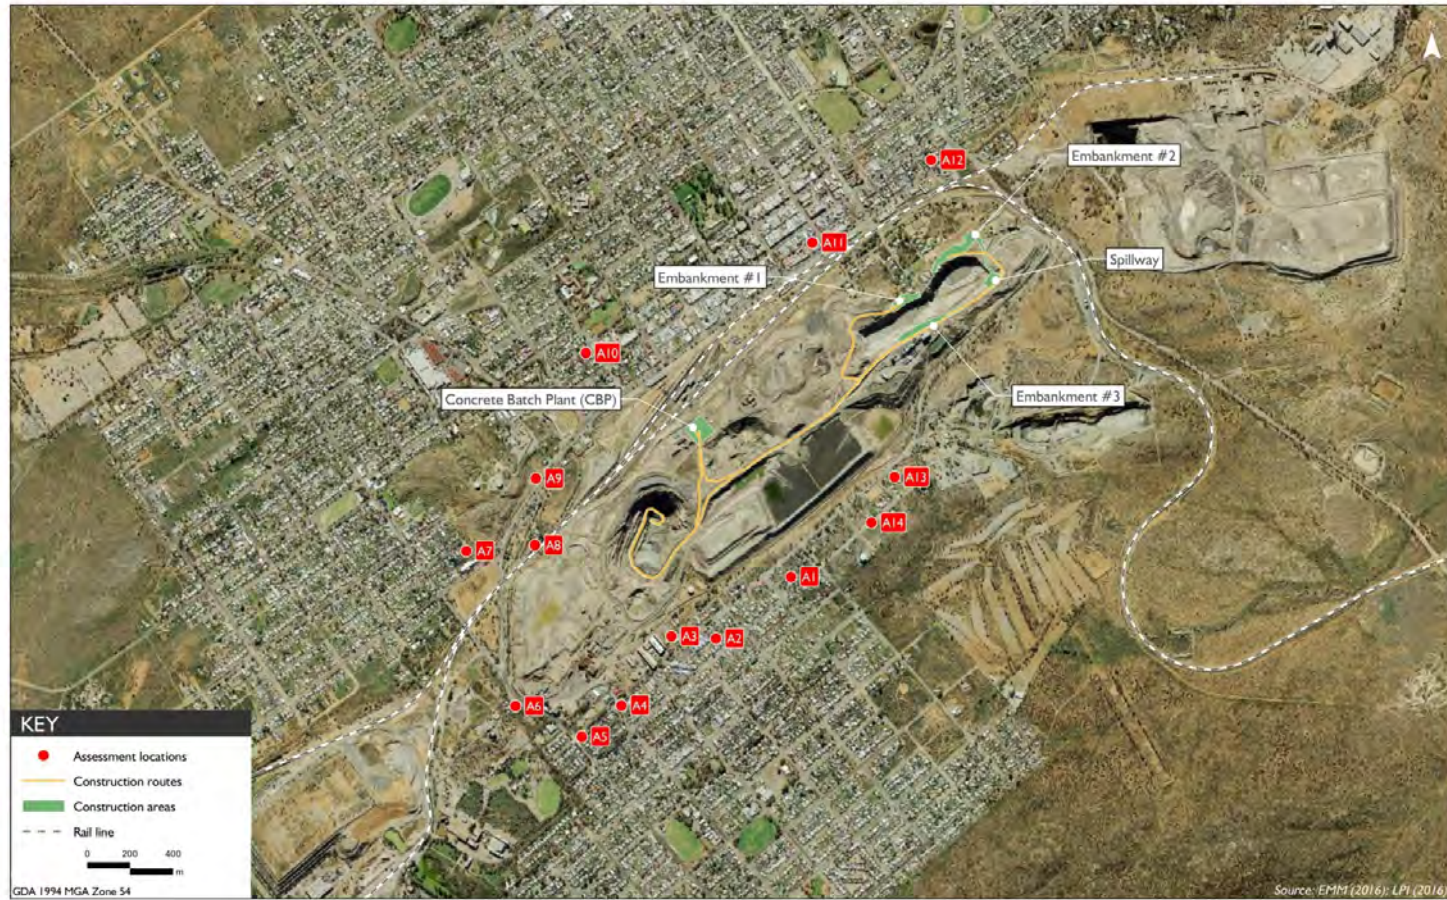 A12
Embankment #2
A11
Spillway
Embankment #1
A10
Embankment #3
Concrete Batch Plant (CBP)
A9
A13
A14
A7
A8
A1
A3
A2
A6
A4
A5
KEY
Assessment locations
Construction routes
Construction areas
Rail line
0 200 400
m
GDA 1994 MGA Zone 54
Source: EMM (2016); LPI (2016)